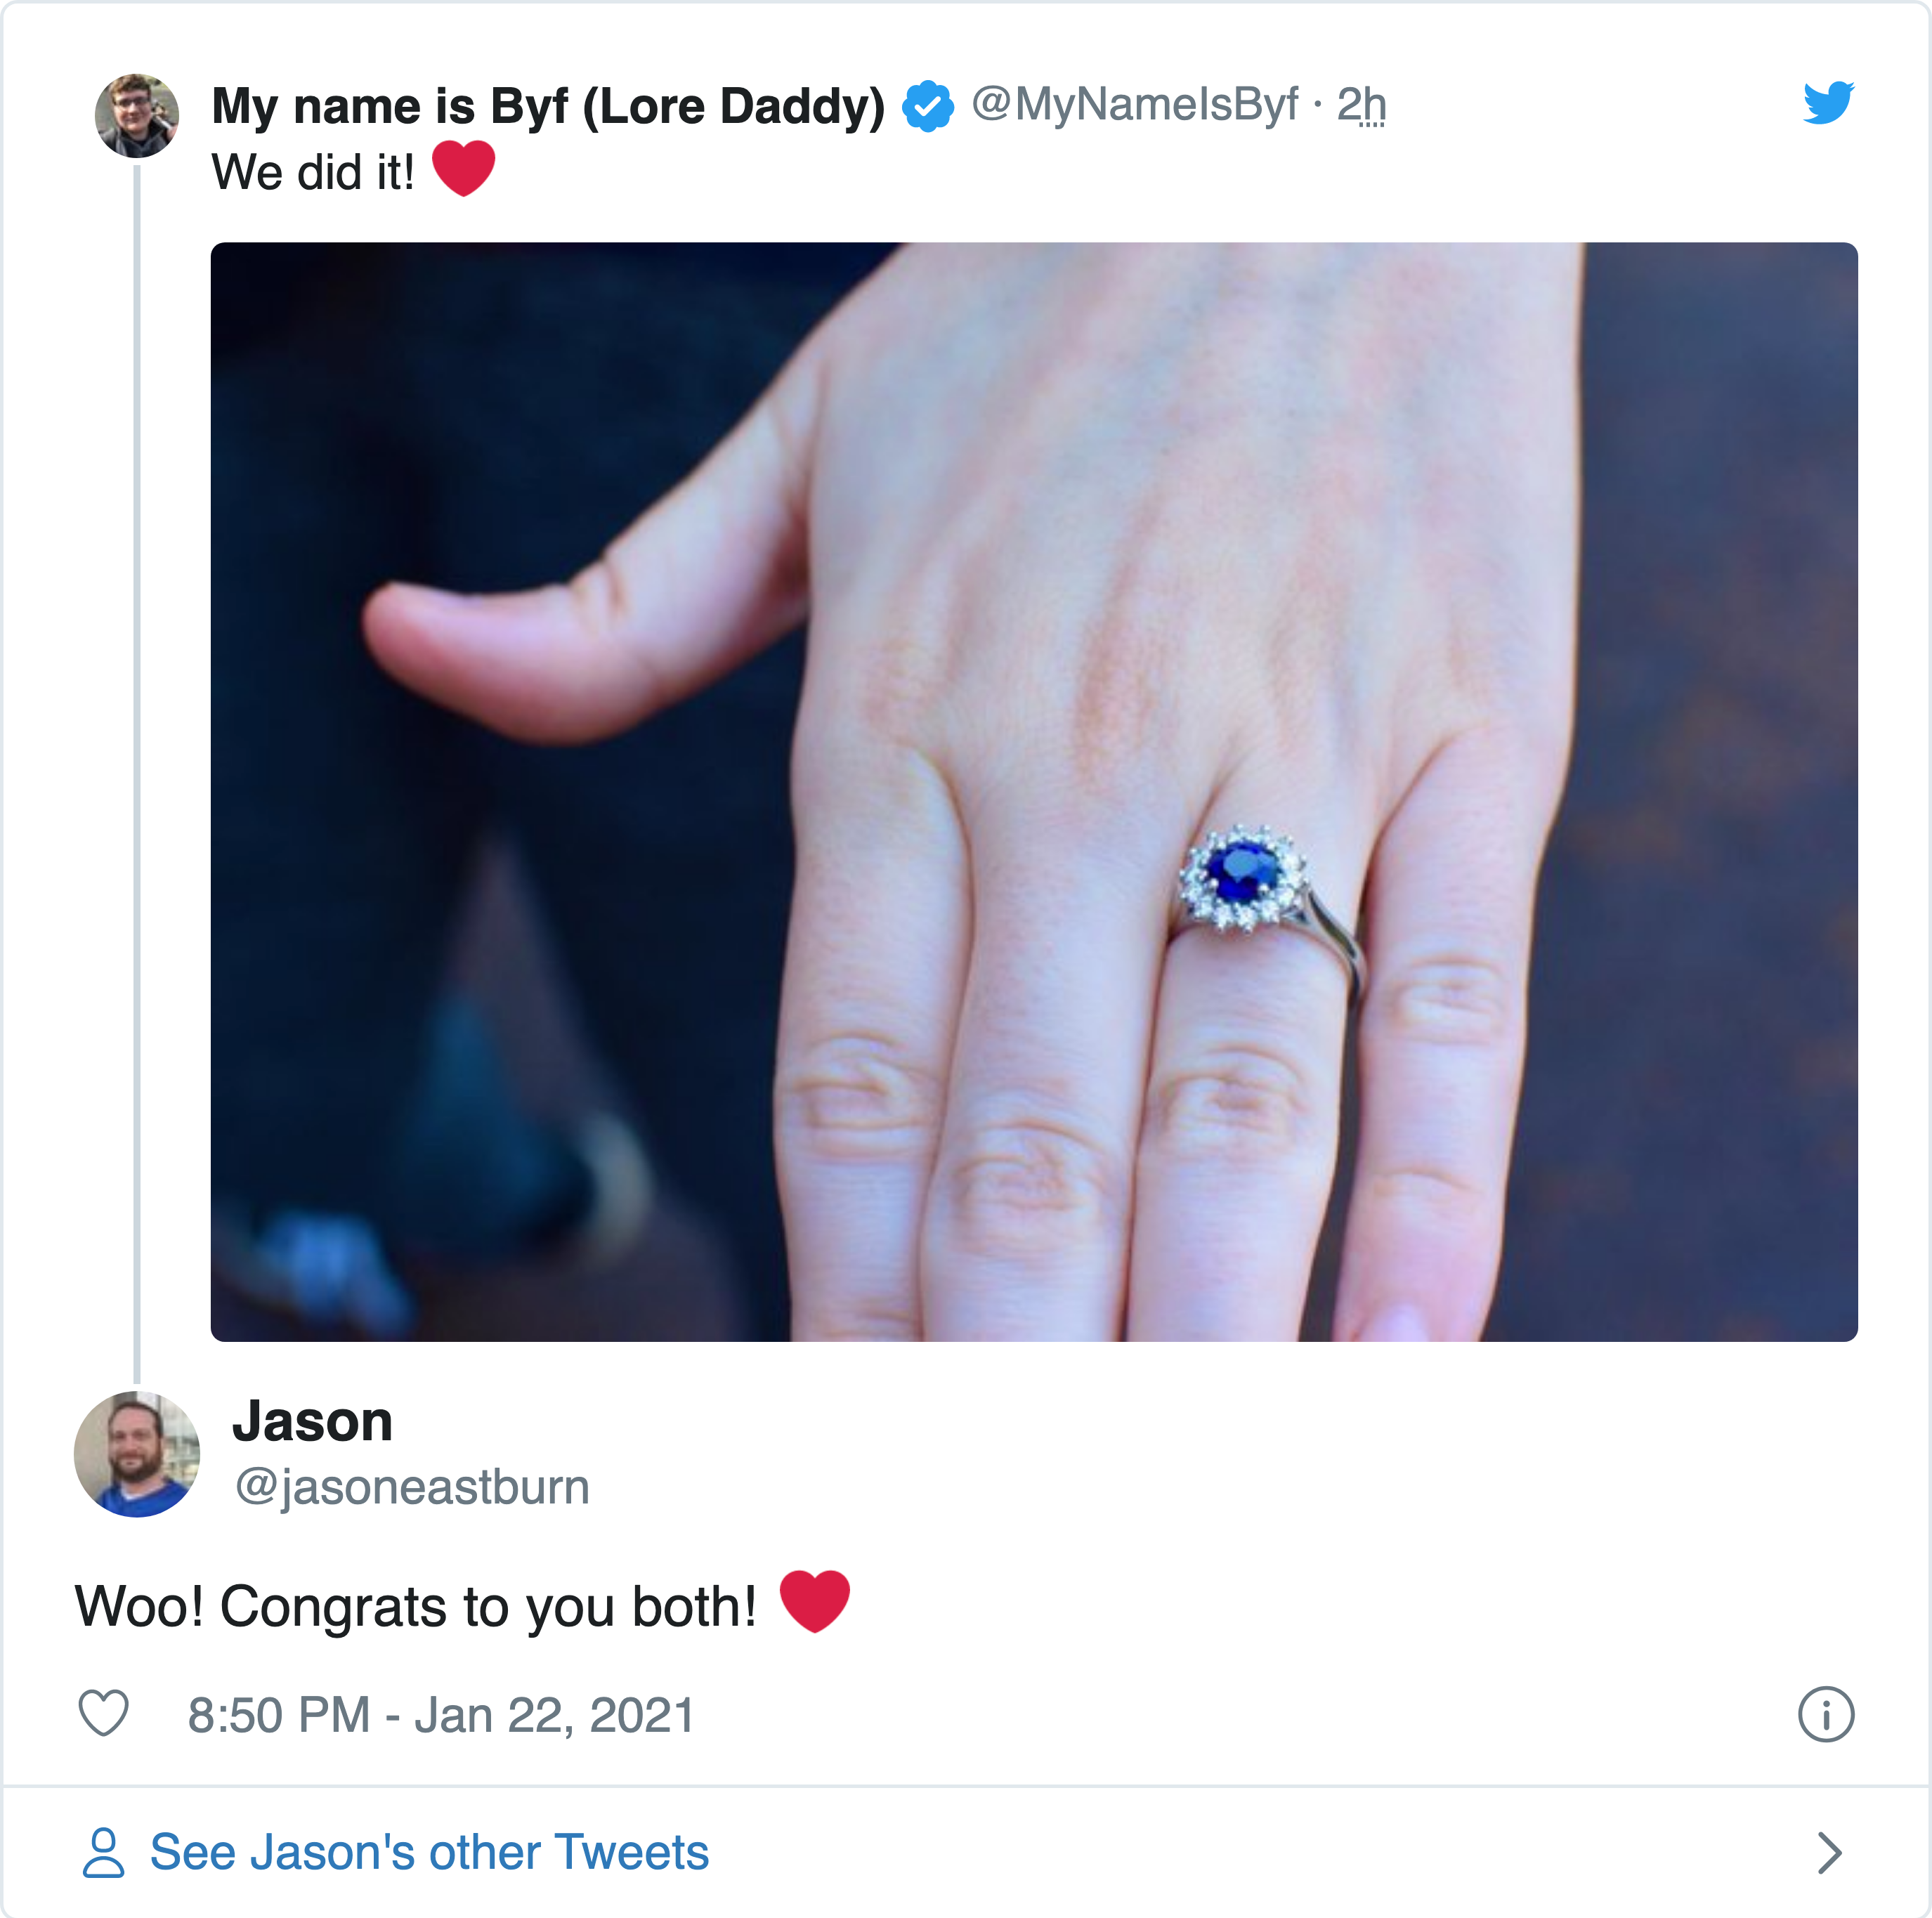 My name is Byf (Lore Daddy) @MyNameIsByf · 2h
We did it! ❤
Jason
@jasoneastburn
Woo! Congrats to you both! ❤
8:50 PM - Jan 22, 2021
See Jason's other Tweets